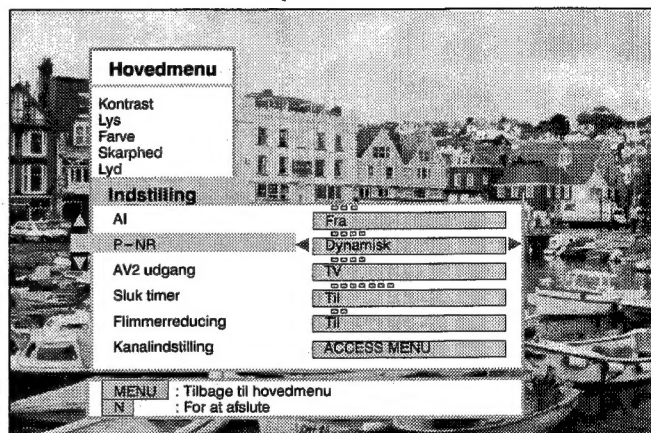 Hovedmenu
Kontrast
Lys
Farve
Skarphed
Lyd
Indstilling
AI Fra
P-NR Dynamisk
AV2 udgang TV
Sluk timer Til
Flimmerreducing Til
Kanalindstilling ACCESS MENU
MENU : Tilbage til hovedmenu
N : For at afslute